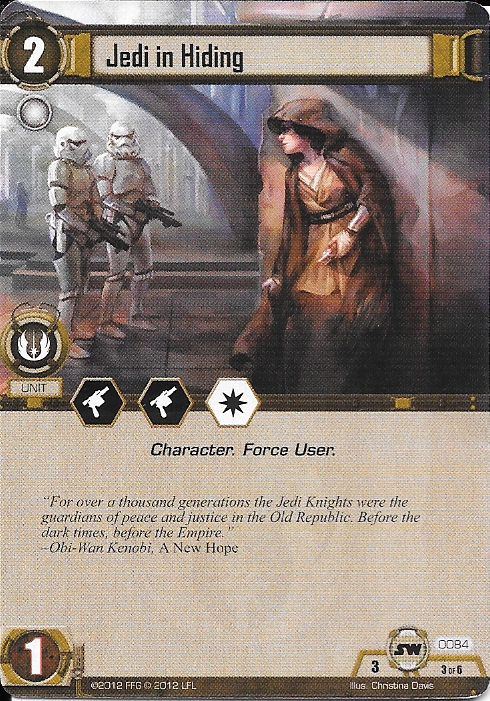 2
Jedi in Hiding
UNIT
Character. Force User.
"For over a thousand generations the Jedi Knights were the
guardians of peace and justice in the Old Republic. Before the
dark times, before the Empire."
–Obi-Wan Kenobi, A New Hope
1
SW
0084
3
3 OF 6
©2012 FFG © 2012 LFL
Illus. Christina Davis